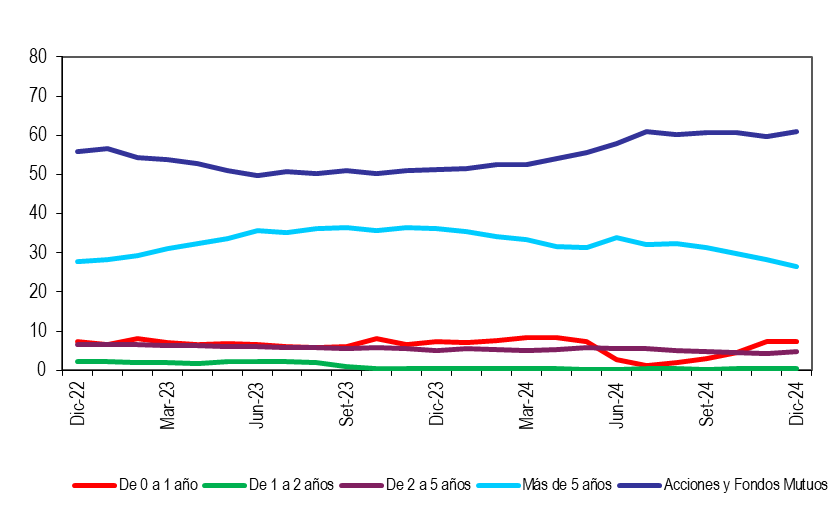 80
70
60
50
40
30
20
10
0
Dic-22
Mar-23
Jun-23
Set-23
Dic-23
Mar-24
Jun-24
Set-24
Dic-24
De 0 a 1 año De 1 a 2 años De 2 a 5 años Más de 5 años Acciones y Fondos Mutuos